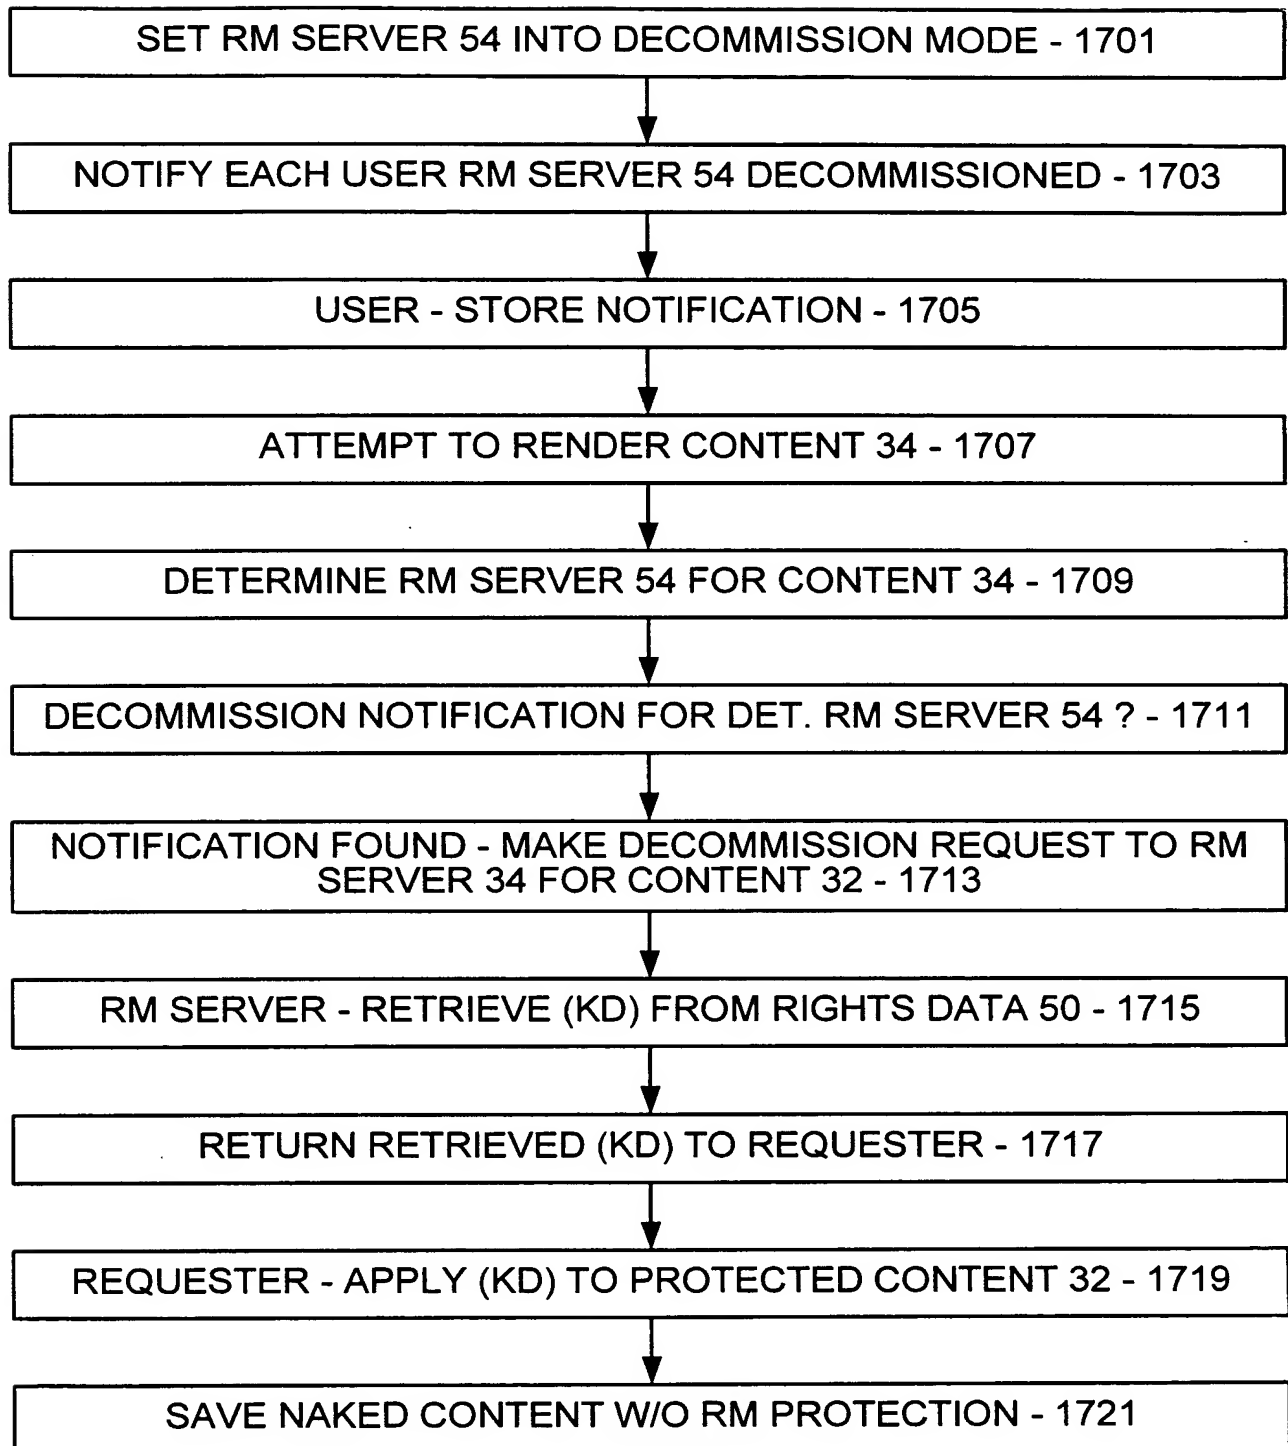 SET RM SERVER 54 INTO DECOMMISSION MODE - 1701
NOTIFY EACH USER RM SERVER 54 DECOMMISSIONED - 1703
USER - STORE NOTIFICATION - 1705
ATTEMPT TO RENDER CONTENT 34 - 1707
DETERMINE RM SERVER 54 FOR CONTENT 34 - 1709
DECOMMISSION NOTIFICATION FOR DET. RM SERVER 54 ? - 1711
NOTIFICATION FOUND - MAKE DECOMMISSION REQUEST TO RM
SERVER 34 FOR CONTENT 32 - 1713
RM SERVER - RETRIEVE (KD) FROM RIGHTS DATA 50 - 1715
RETURN RETRIEVED (KD) TO REQUESTER - 1717
REQUESTER - APPLY (KD) TO PROTECTED CONTENT 32 - 1719
SAVE NAKED CONTENT W/O RM PROTECTION - 1721